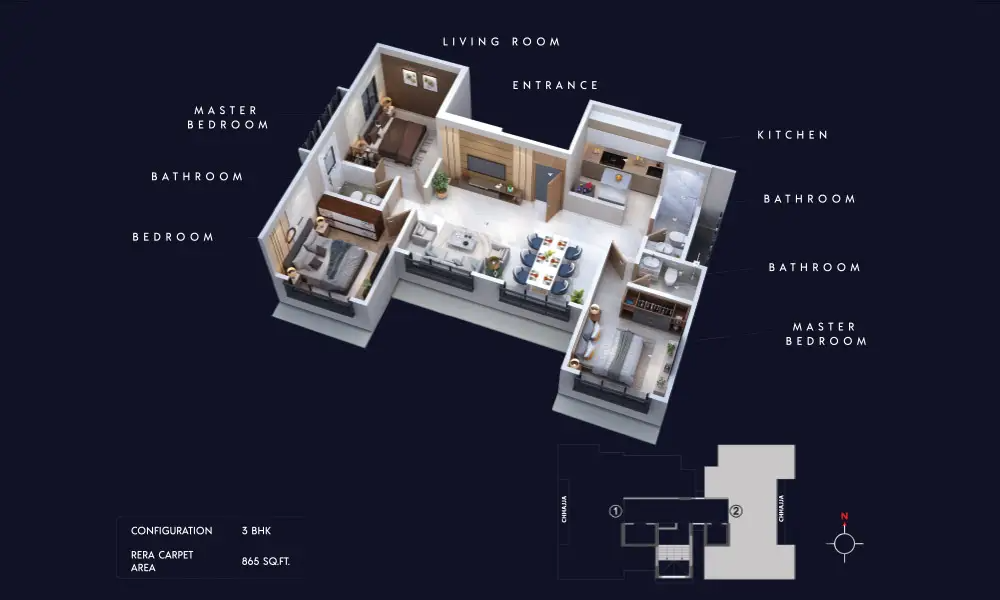 LIVING ROOM
ENTRANCE
MASTER
BEDROOM
KITCHEN
BATHROOM
BATHROOM
BEDROOM
BATHROOM
MASTER
BEDROOM
CHHAJJA
1
2
CHHAJJA
N
CONFIGURATION 3 BHK
RERA CARPET
AREA 865 SQ.FT.